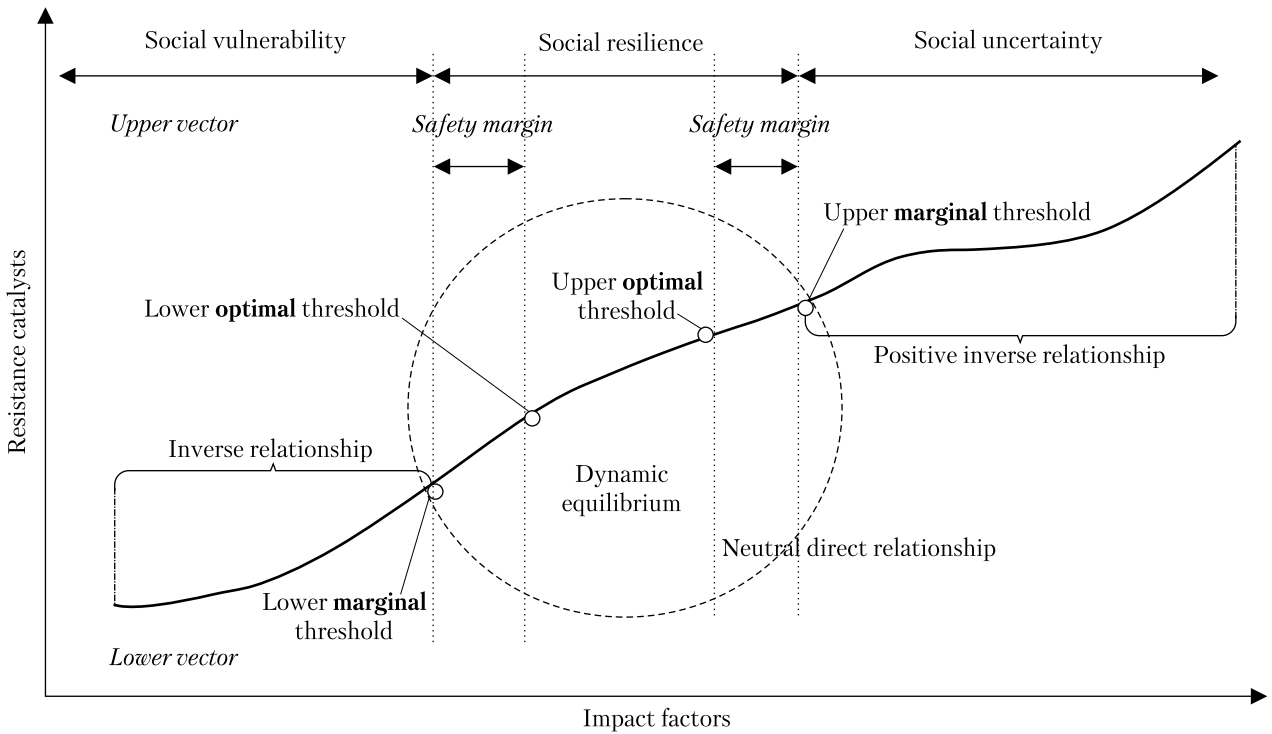 Social vulnerability
Social resilience
Social uncertainty
Upper vector
Safety margin
Safety margin
Upper marginal threshold
Upper optimal
threshold
Lower optimal threshold
Positive inverse relationship
Resistance catalysts
Inverse relationship
Dynamic
equilibrium
Neutral direct relationship
Lower marginal
threshold
Lower vector
Impact factors